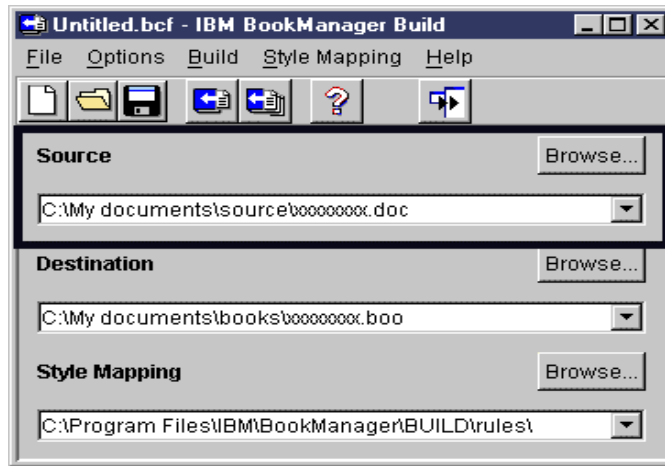 Untitled.bcf - IBM BookManager Build
File Options Build Style Mapping Help
Source Browse...
C:\My documents\source\xxxxxxxx.doc
Destination Browse...
C:\My documents\books\xxxxxxxx.boo
Style Mapping Browse...
C:\Program Files\IBM\BookManager\BUILD\rules\